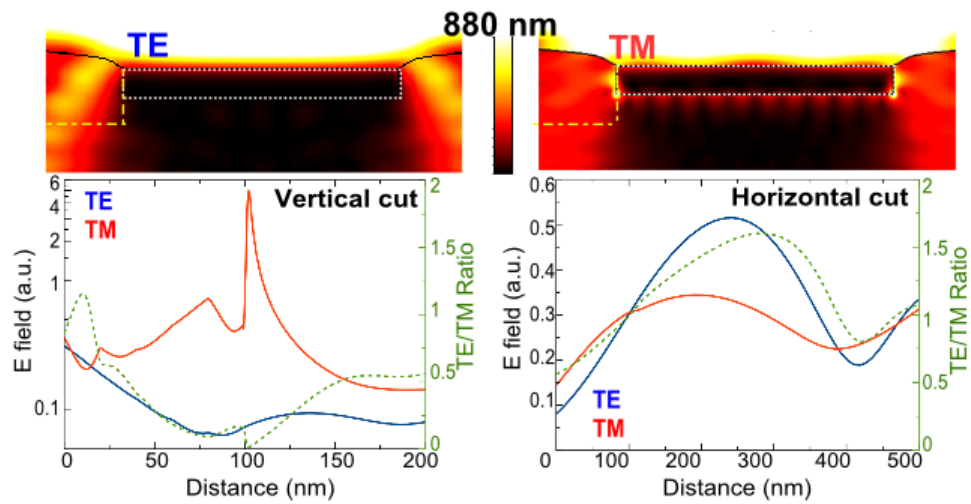 880 nm
TE
TM
Vertical cut
TE
TM
E field (a.u.)
6
4
2
1
0.1
TE/TM Ratio
2
1.5
1
0.5
0
0 50 100 150 200
Distance (nm)
Horizontal cut
TE
TM
E field (a.u.)
0.6
0.5
0.4
0.3
0.2
0.1
.0
TE/TM Ratio
2
1.5
1
0.5
0
0 100 200 300 400 500
Distance (nm)